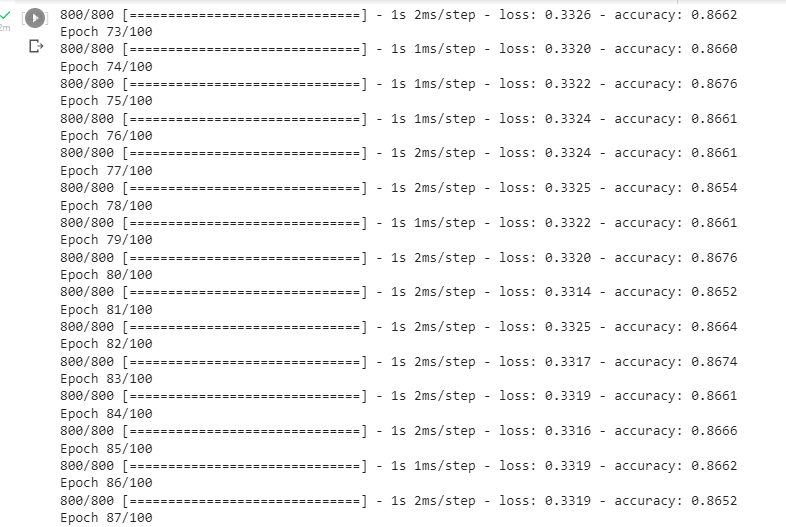 800/800 [==============================] - 1s 2ms/step - loss: 0.3326 - accuracy: 0.8662
Epoch 73/100
800/800 [==============================] - 1s 1ms/step - loss: 0.3320 - accuracy: 0.8660
Epoch 74/100
800/800 [==============================] - 1s 1ms/step - loss: 0.3322 - accuracy: 0.8676
Epoch 75/100
800/800 [==============================] - 1s 1ms/step - loss: 0.3324 - accuracy: 0.8661
Epoch 76/100
800/800 [==============================] - 1s 2ms/step - loss: 0.3324 - accuracy: 0.8661
Epoch 77/100
800/800 [==============================] - 1s 2ms/step - loss: 0.3325 - accuracy: 0.8654
Epoch 78/100
800/800 [==============================] - 1s 1ms/step - loss: 0.3322 - accuracy: 0.8661
Epoch 79/100
800/800 [==============================] - 1s 2ms/step - loss: 0.3320 - accuracy: 0.8676
Epoch 80/100
800/800 [==============================] - 1s 2ms/step - loss: 0.3314 - accuracy: 0.8652
Epoch 81/100
800/800 [==============================] - 1s 2ms/step - loss: 0.3325 - accuracy: 0.8664
Epoch 82/100
800/800 [==============================] - 1s 2ms/step - loss: 0.3317 - accuracy: 0.8674
Epoch 83/100
800/800 [==============================] - 1s 2ms/step - loss: 0.3319 - accuracy: 0.8661
Epoch 84/100
800/800 [==============================] - 1s 2ms/step - loss: 0.3316 - accuracy: 0.8666
Epoch 85/100
800/800 [==============================] - 1s 1ms/step - loss: 0.3319 - accuracy: 0.8662
Epoch 86/100
800/800 [==============================] - 1s 2ms/step - loss: 0.3319 - accuracy: 0.8652
Epoch 87/100